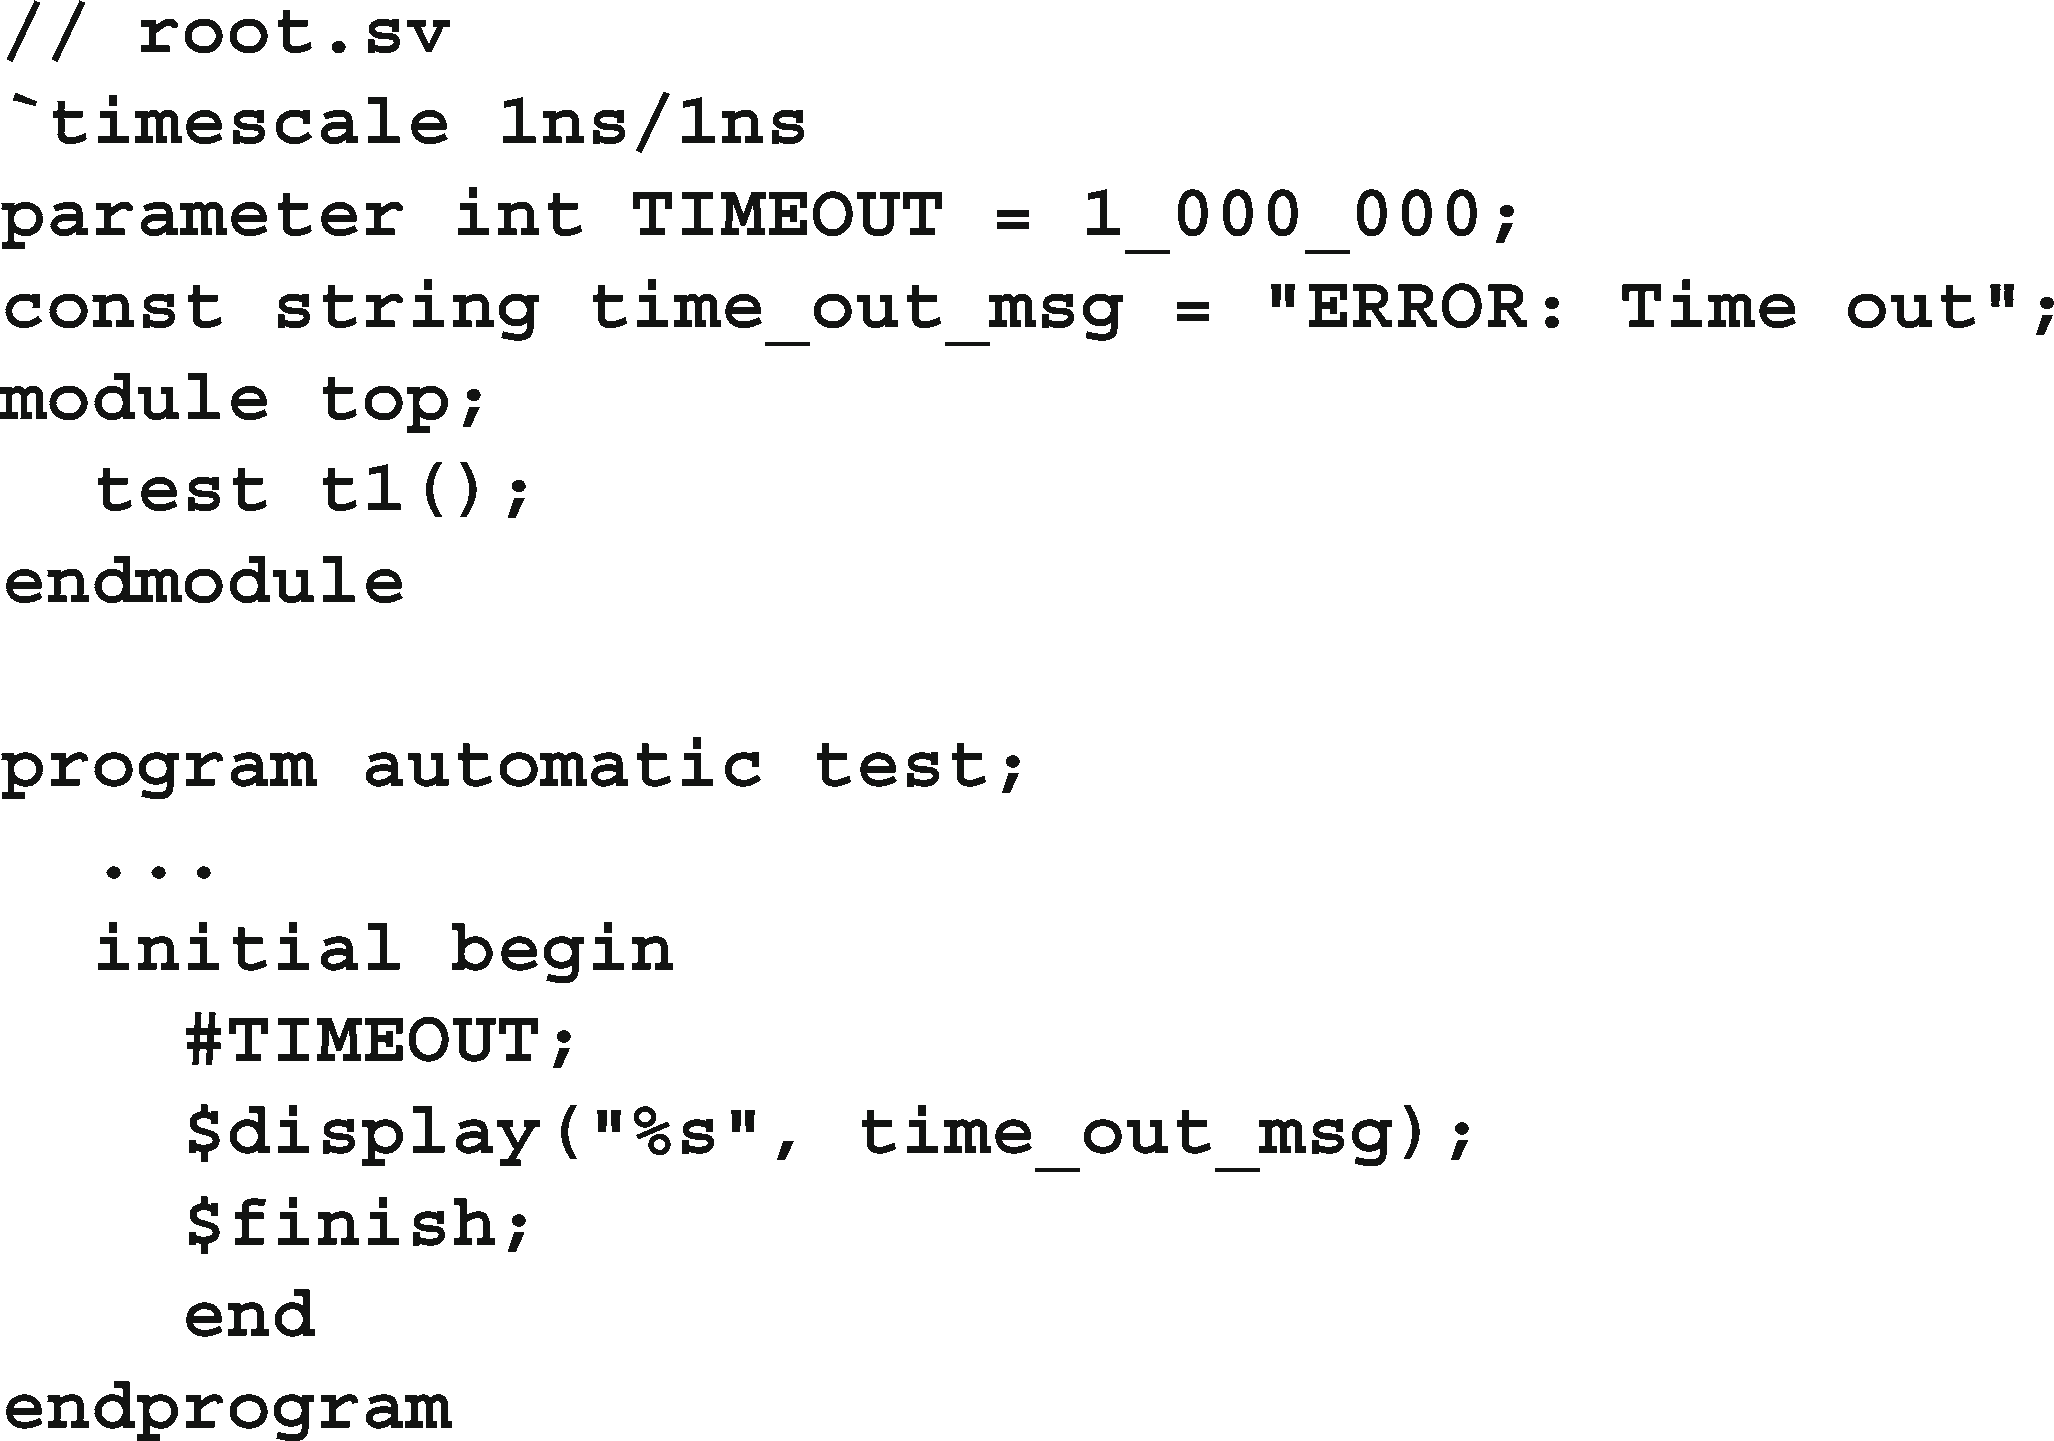 // root.sv
`timescale 1ns/1ns
parameter int TIMEOUT = 1_000_000;
const string time_out_msg = "ERROR: Time out";
module top;
  test t1();
endmodule

program automatic test;
  ...
  initial begin
    #TIMEOUT;
    $display("%s", time_out_msg);
    $finish;
    end
endprogram